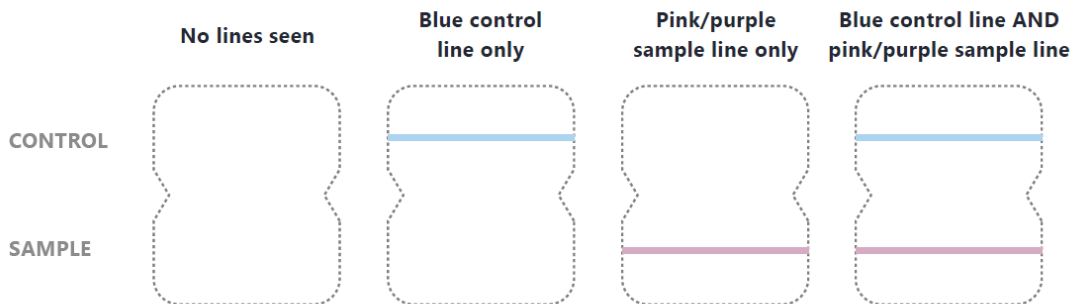 No lines seen
Blue control
line only
Pink/purple
sample line only
Blue control line AND
pink/purple sample line
CONTROL
SAMPLE